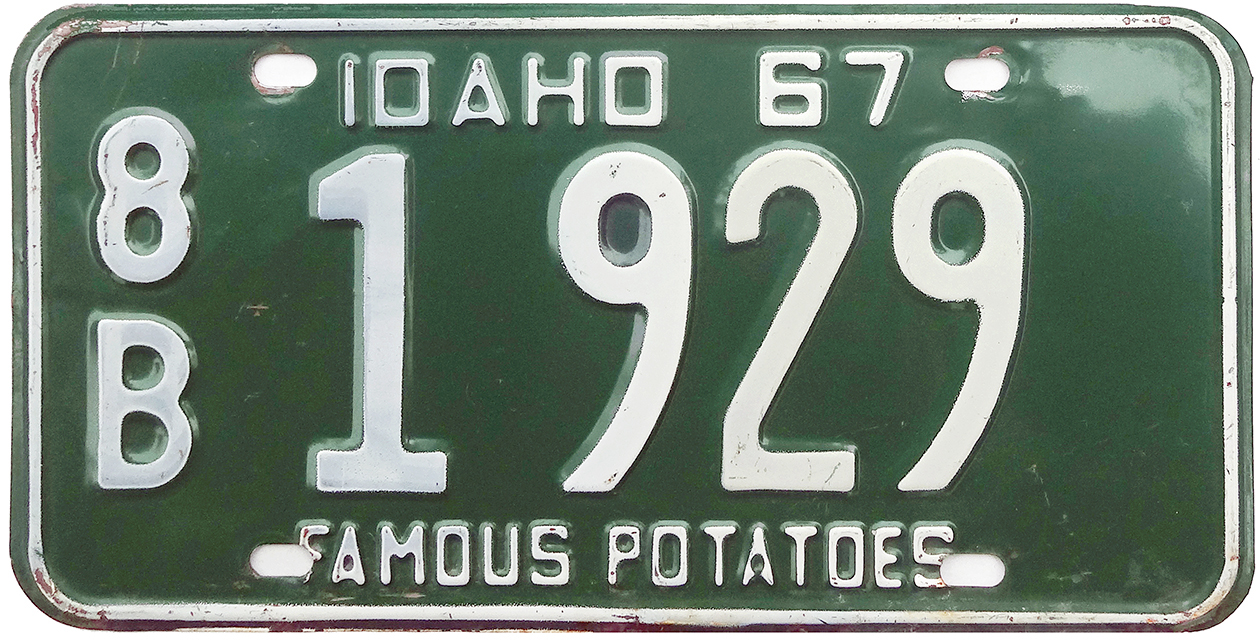 IDAHO 67
8
B
1 929
FAMOUS POTATOES